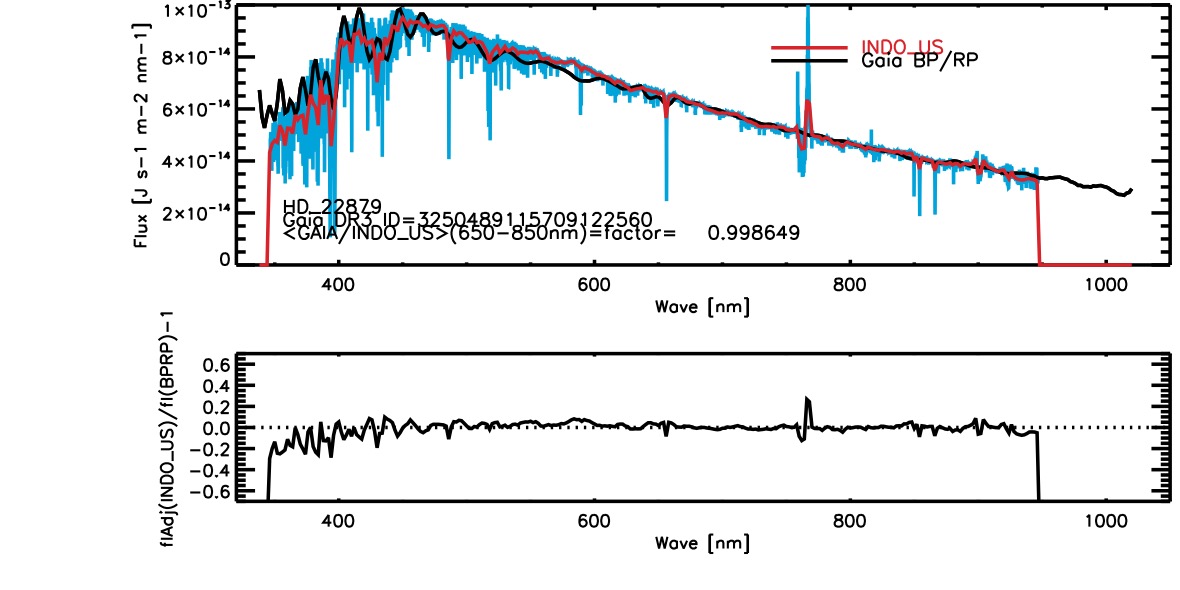 1×10−13
8×10−14
6×10−14
4×10−14
2×10−14
0
Flux [J s−1 m−2 nm−1]
INDO_US
Gaia BP/RP
HD_22879
Gaia DR3 ID=3250489115709122560
<GAIA/INDO_US>(650−850nm)=factor= 0.998649
400 600 800 1000
Wave [nm]
flAdj(INDO_US)/fl(BPRP)−1
0.6
0.4
0.2
0.0
−0.2
−0.4
−0.6
400 600 800 1000
Wave [nm]